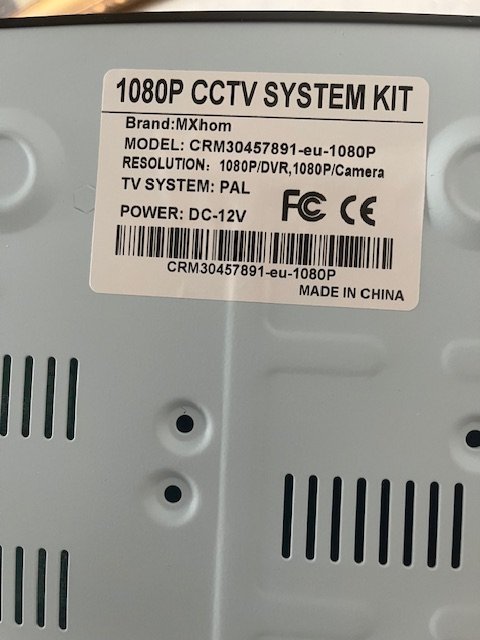 1080P CCTV SYSTEM KIT
Brand:MXhom
MODEL: CRM30457891-eu-1080P
RESOLUTION: 1080P/DVR,1080P/Camera
TV SYSTEM: PAL
POWER: DC-12V FC CE
CRM30457891-eu-1080P
MADE IN CHINA